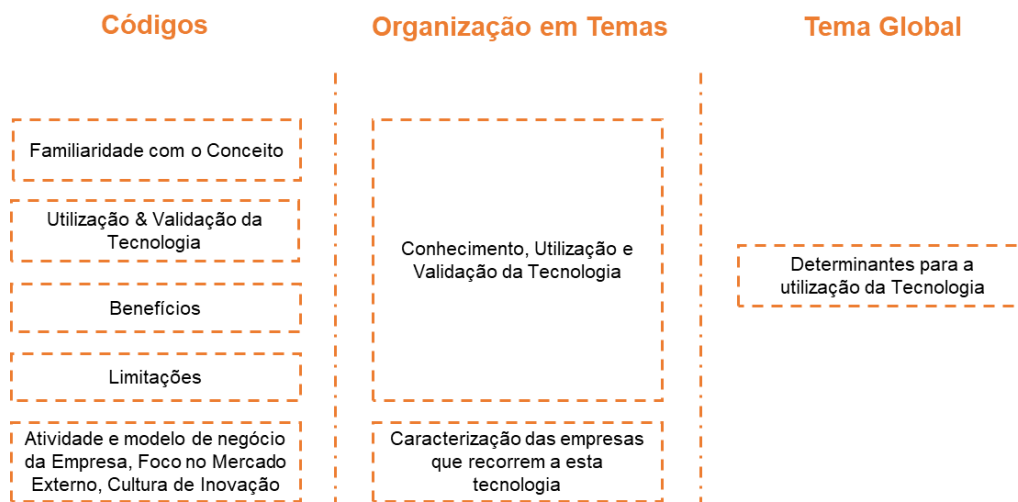 Códigos
Organização em Temas
Tema Global
Familiaridade com o Conceito
Utilização & Validação da
Tecnologia
Benefícios
Limitações
Atividade e modelo de negócio
da Empresa, Foco no Mercado
Externo, Cultura de Inovação
Conhecimento, Utilização e
Validação da Tecnologia
Caracterização das empresas
que recorrem a esta
tecnologia
Determinantes para a
utilização da Tecnologia